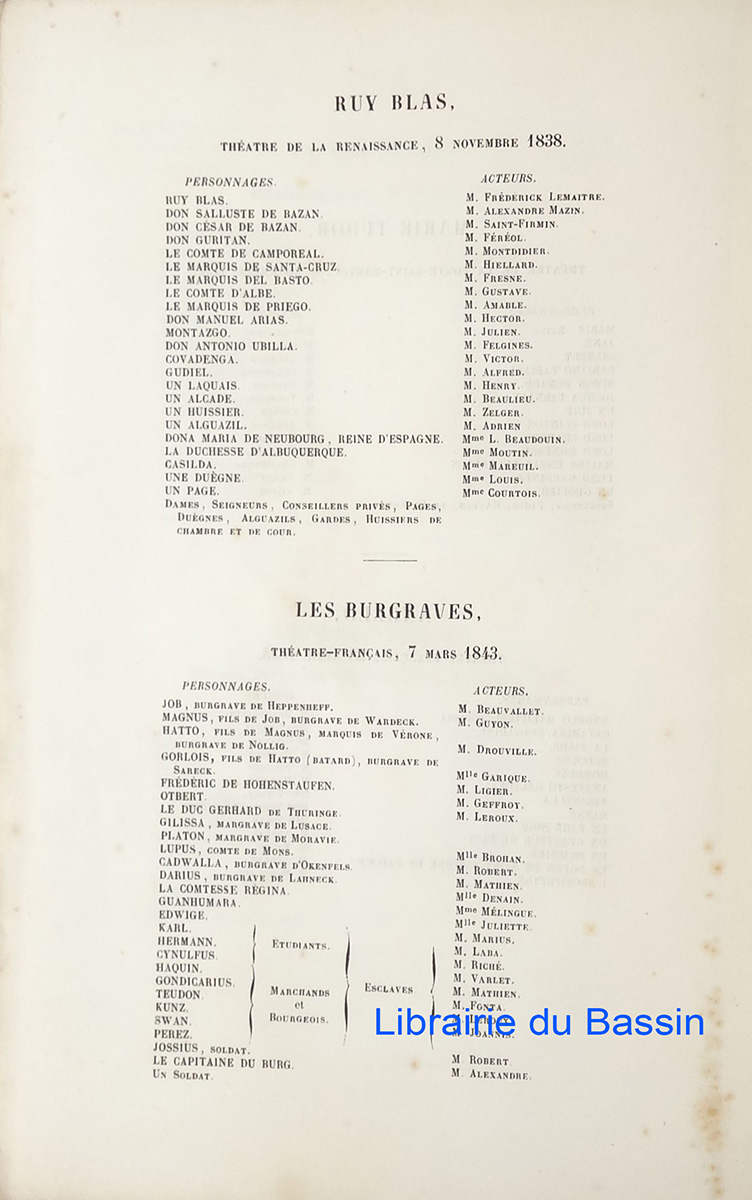 RUY BLAS,
THÉATRE DE LA RENAISSANCE, 8 NOVEMBRE 1838.
PERSONNAGES. ACTEURS.
RUY BLAS. M. FRÉDÉRICK LEMAITRE.
DON SALLUSTE DE BAZAN. M. ALEXANDRE MAZIN.
DON CÉSAR DE BAZAN. M. SAINT-FIRMIN.
DON GURITAN. M. FÉRÉOL.
LE COMTE DE CAMPOREAL. M. MONTDIDIER.
LE MARQUIS DE SANTA-CRUZ. M. HIELLARD.
LE MARQUIS DEL BASTO. M. FRESNE.
LE COMTE D'ALBE. M. GUSTAVE.
LE MARQUIS DE PRIEGO. M. AMABLE.
DON MANUEL ARIAS. M. HECTOR.
MONTAZGO. M. JULIEN.
DON ANTONIO UBILLA. M. FELGINES.
COVADENGA. M. VICTOR.
GUDIEL. M. ALFRED.
UN LAQUAIS. M. HENRY.
UN ALCADE. M. BEAULIEU.
UN HUISSIER. M. ZELGER.
UN ALGUAZIL. M. ADRIEN
DONA MARIA DE NEUBOURG, REINE D'ESPAGNE. Mme L. BEAUDOUIN.
LA DUCHESSE D'ALBUQUERQUE. Mme MOUTIN.
CASILDA. Mme MAREUIL.
UNE DUÈGNE. Mme LOUIS.
UN PAGE. Mme COURTOIS.
DAMES, SEIGNEURS, CONSEILLERS PRIVÉS, PAGES,
DUÈGNES, ALGUAZILS, GARDES, HUISSIERS DE
CHAMBRE ET DE COUR.
LES BURGRAVES,
THÉATRE-FRANÇAIS, 7 MARS 1843.
PERSONNAGES. ACTEURS.
JOB, BURGRAVE DE HEPPENHEFF. M. BEAUVALLET.
MAGNUS, FILS DE JOB, BURGRAVE DE WARDECK. M. GUYON.
HATTO, FILS DE MAGNUS, MARQUIS DE VÉRONE,
BURGRAVE DE NOLLIG. M. DROUVILLE.
GORLOIS, FILS DE HATTO (BATARD), BURGRAVE DE
SARECK. Mlle GARIQUE.
FRÉDÉRIC DE HOHENSTAUFEN. M. LIGIER.
OTBERT. M. GEFFROY.
LE DUC GERHARD DE THURINGE. M. LEROUX.
GILISSA, MARGRAVE DE LUSACE.
PLATON, MARGRAVE DE MORAVIE.
LUPUS, COMTE DE MONS. Mlle BROHAN.
CADWALLA, BURGRAVE D'OKENFELS. M. ROBERT.
DARIUS, BURGRAVE DE LAHNECK. M. MATHIEN.
LA COMTESSE RÉGINA. Mlle DENAIN.
GUANHUMARA. Mme MÉLINGUE.
EDWIGE. Mlle JULIETTE.
KARL. M. MARIUS.
HERMANN. ETUDIANTS. M. LABA.
CYNULFUS. M. RICHÉ.
HAQUIN. M. VARLET.
GONDICARIUS. ESCLAVES
TEUDON MARCHANDS M. MATHIEN.
KUNZ. et M. FONTA.
SWAN. BOURGEOIS.
PEREZ. M. JOANNIS.
JOSSIUS, SOLDAT.
LE CAPITAINE DU BURG. M ROBERT.
UN SOLDAT. M. ALEXANDRE.
Librairie du Bassin